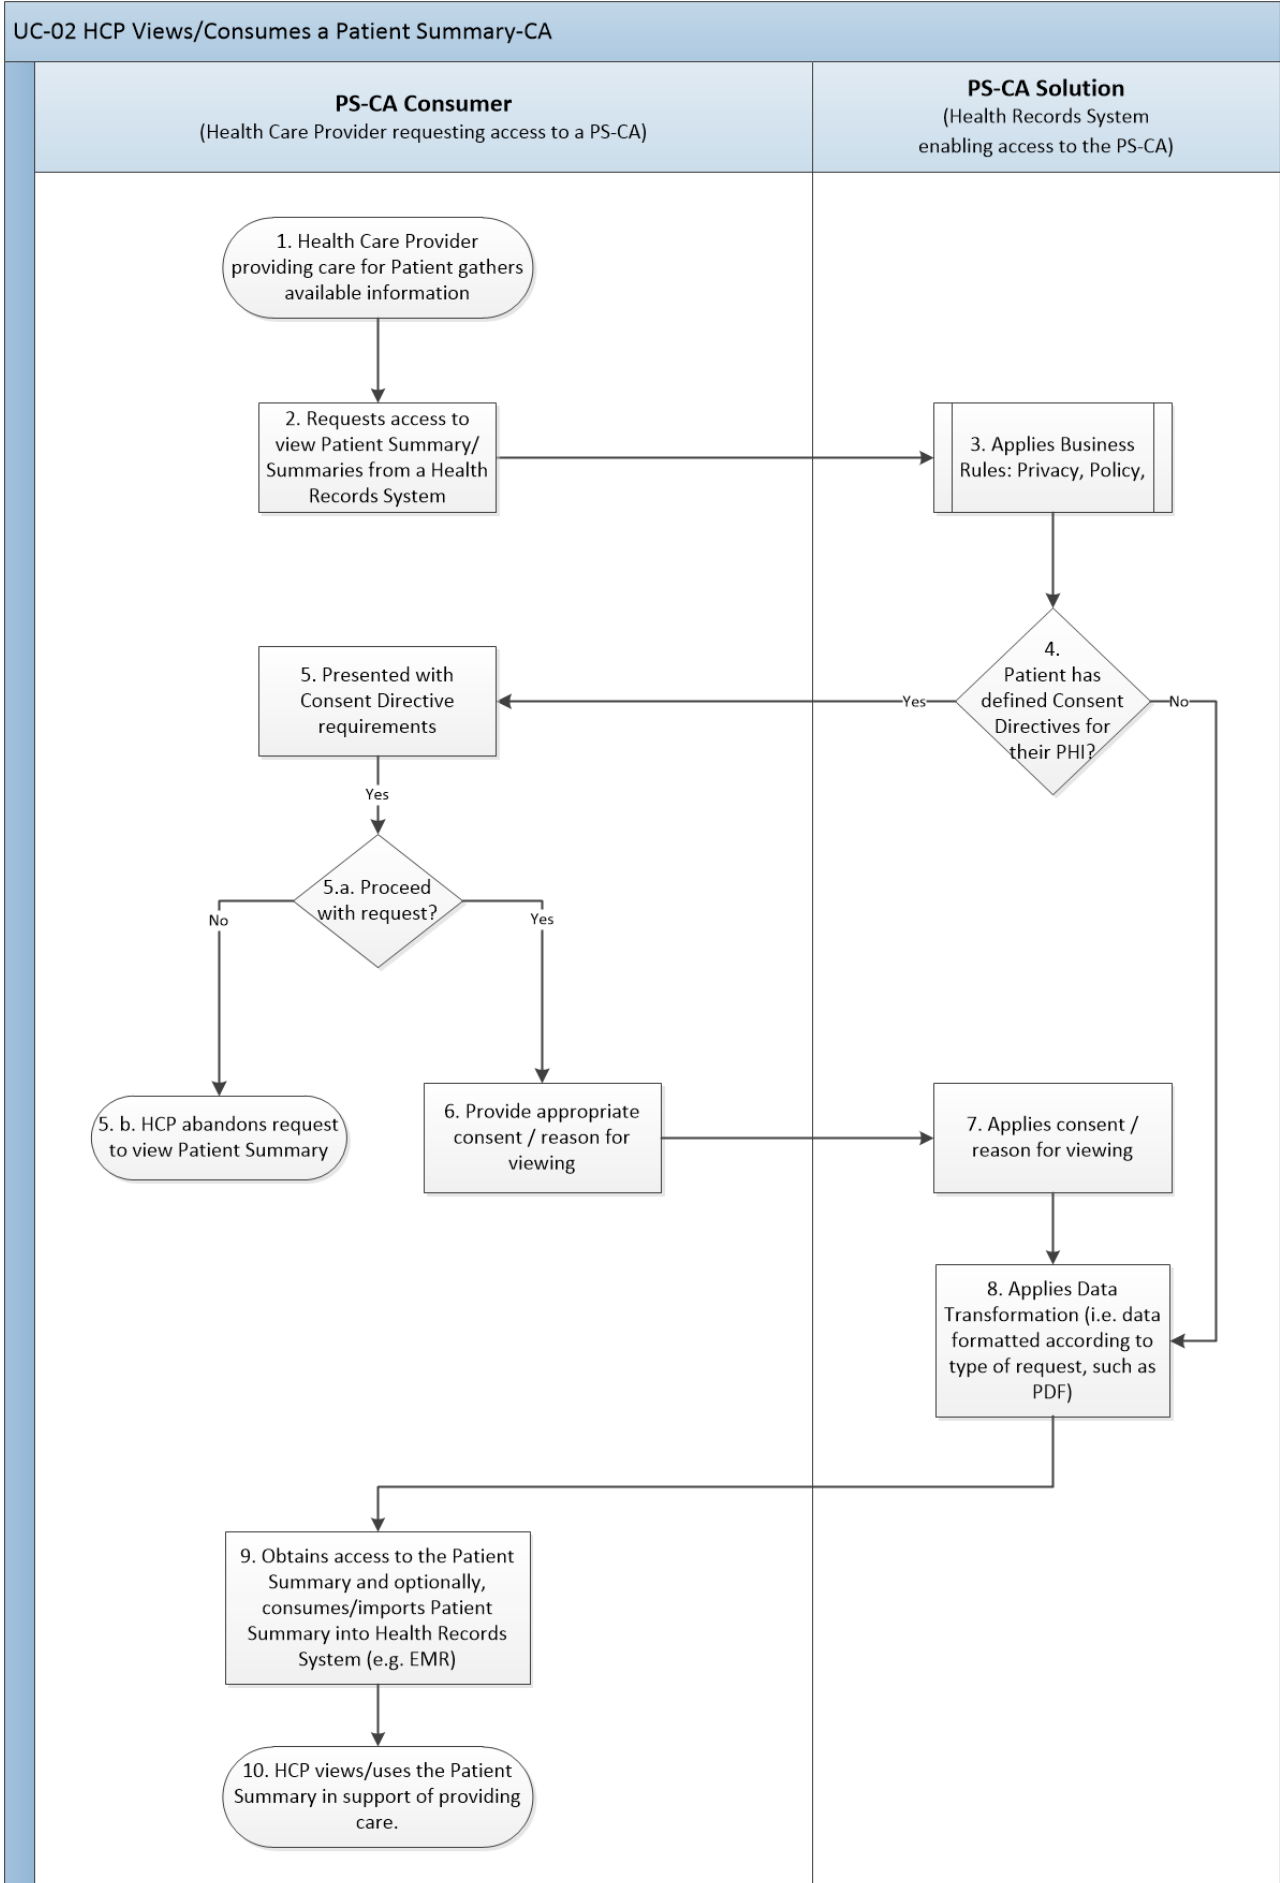 UC-02 HCP Views/Consumes a Patient Summary-CA
PS-CA Consumer
(Health Care Provider requesting access to a PS-CA)
PS-CA Solution
(Health Records System
enabling access to the PS-CA)
1. Health Care Provider
providing care for Patient gathers
available information
2. Requests access to
view Patient Summary/
Summaries from a Health
Records System
3. Applies Business
Rules: Privacy, Policy,
4.
Patient has
defined Consent
Directives for
their PHI?
Yes
No
5. Presented with
Consent Directive
requirements
Yes
5.a. Proceed
with request?
No
Yes
5. b. HCP abandons request
to view Patient Summary
6. Provide appropriate
consent / reason for
viewing
7. Applies consent /
reason for viewing
8. Applies Data
Transformation (i.e. data
formatted according to
type of request, such as
PDF)
9. Obtains access to the Patient
Summary and optionally,
consumes/imports Patient
Summary into Health Records
System (e.g. EMR)
10. HCP views/uses the Patient
Summary in support of providing
care.